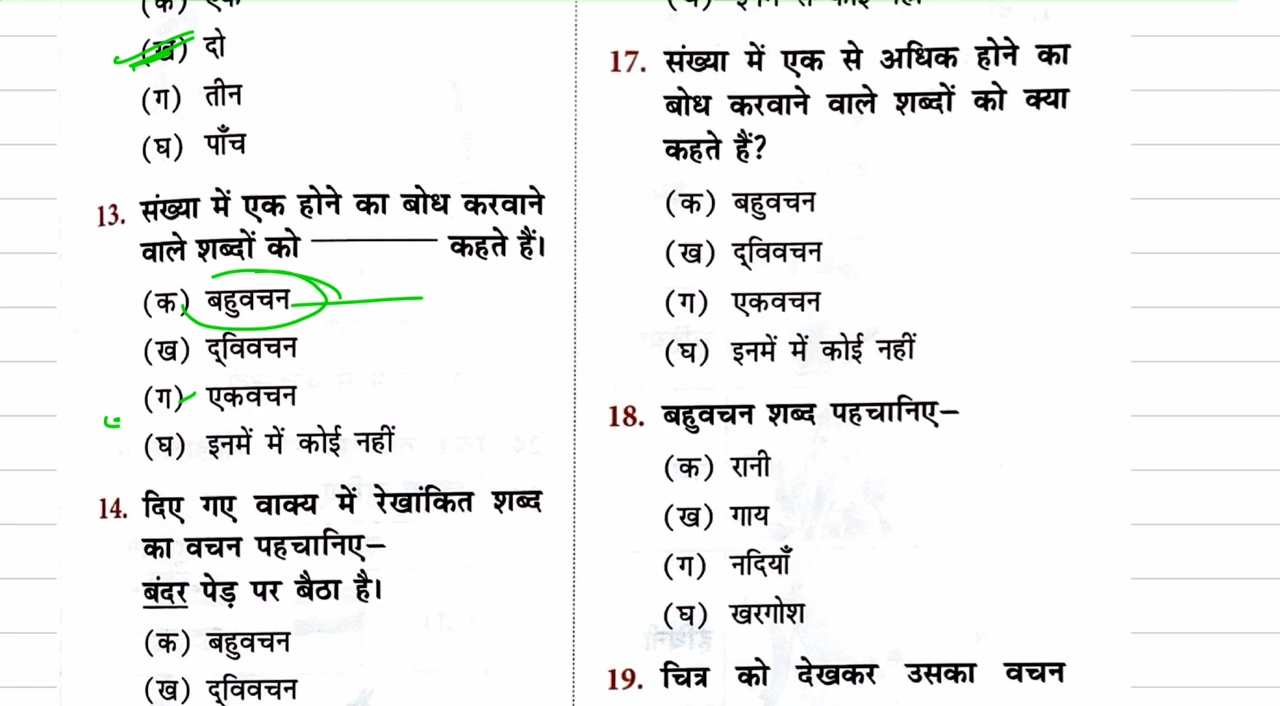 (ख) दो
(ग) तीन
(घ) पाँच
13. संख्या में एक होने का बोध करवाने
वाले शब्दों को ———— कहते हैं।
(क) बहुवचन
(ख) द्विवचन
(ग) एकवचन
(घ) इनमें में कोई नहीं
14. दिए गए वाक्य में रेखांकित शब्द
का वचन पहचानिए–
बंदर पेड़ पर बैठा है।
(क) बहुवचन
(ख) द्विवचन
17. संख्या में एक से अधिक होने का
बोध करवाने वाले शब्दों को क्या
कहते हैं?
(क) बहुवचन
(ख) द्विवचन
(ग) एकवचन
(घ) इनमें में कोई नहीं
18. बहुवचन शब्द पहचानिए–
(क) रानी
(ख) गाय
(ग) नदियाँ
(घ) खरगोश
19. चित्र को देखकर उसका वचन